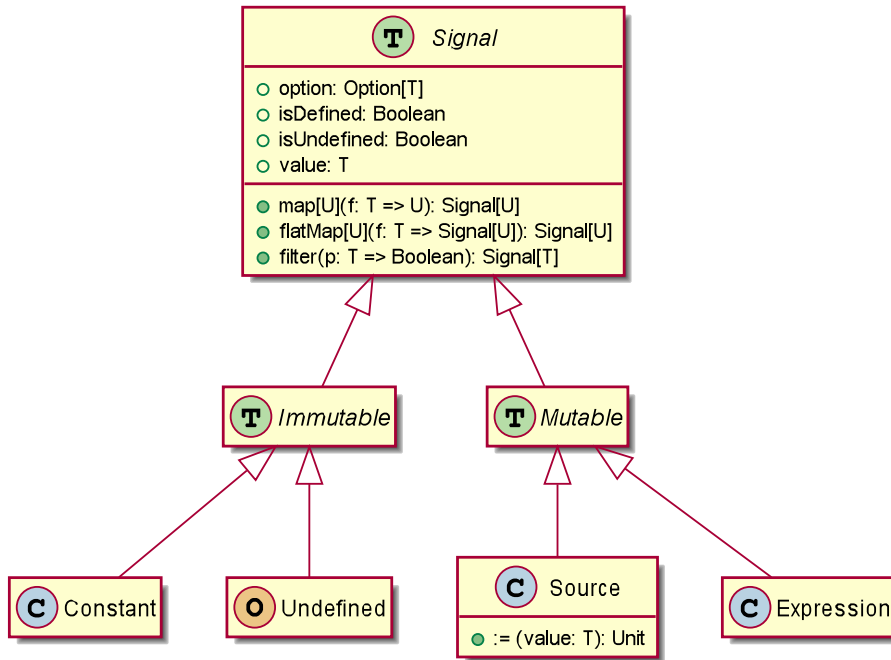 T Signal
option: Option[T]
isDefined: Boolean
isUndefined: Boolean
value: T
map[U](f: T => U): Signal[U]
flatMap[U](f: T => Signal[U]): Signal[U]
filter(p: T => Boolean): Signal[T]
T Immutable
T Mutable
C Constant
O Undefined
C Source
:= (value: T): Unit
C Expression